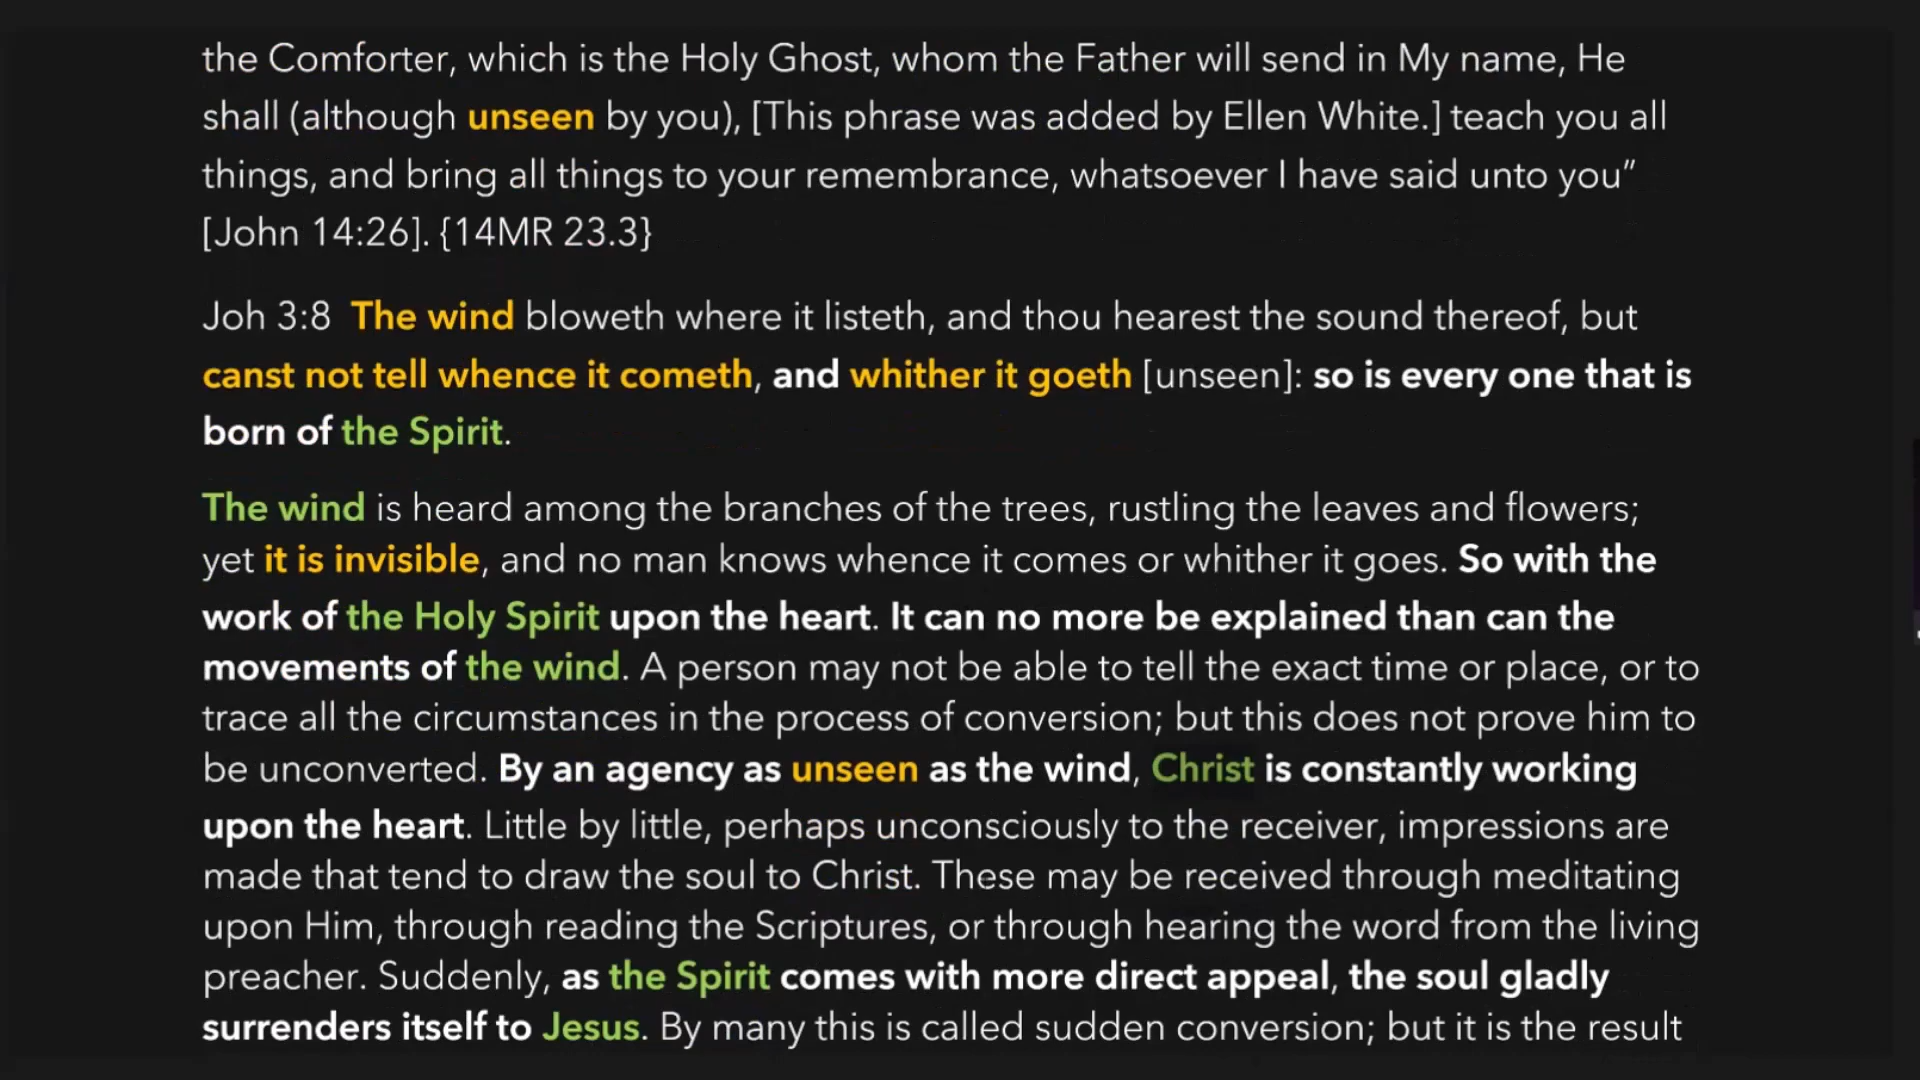 the Comforter, which is the Holy Ghost, whom the Father will send in My name, He
shall (although unseen by you), [This phrase was added by Ellen White.] teach you all
things, and bring all things to your remembrance, whatsoever I have said unto you”
[John 14:26]. {14MR 23.3}
Joh 3:8 The wind bloweth where it listeth, and thou hearest the sound thereof, but
canst not tell whence it cometh, and whither it goeth [unseen]: so is every one that is
born of the Spirit.
The wind is heard among the branches of the trees, rustling the leaves and flowers;
yet it is invisible, and no man knows whence it comes or whither it goes. So with the
work of the Holy Spirit upon the heart. It can no more be explained than can the
movements of the wind. A person may not be able to tell the exact time or place, or to
trace all the circumstances in the process of conversion; but this does not prove him to
be unconverted. By an agency as unseen as the wind, Christ is constantly working
upon the heart. Little by little, perhaps unconsciously to the receiver, impressions are
made that tend to draw the soul to Christ. These may be received through meditating
upon Him, through reading the Scriptures, or through hearing the word from the living
preacher. Suddenly, as the Spirit comes with more direct appeal, the soul gladly
surrenders itself to Jesus. By many this is called sudden conversion; but it is the result